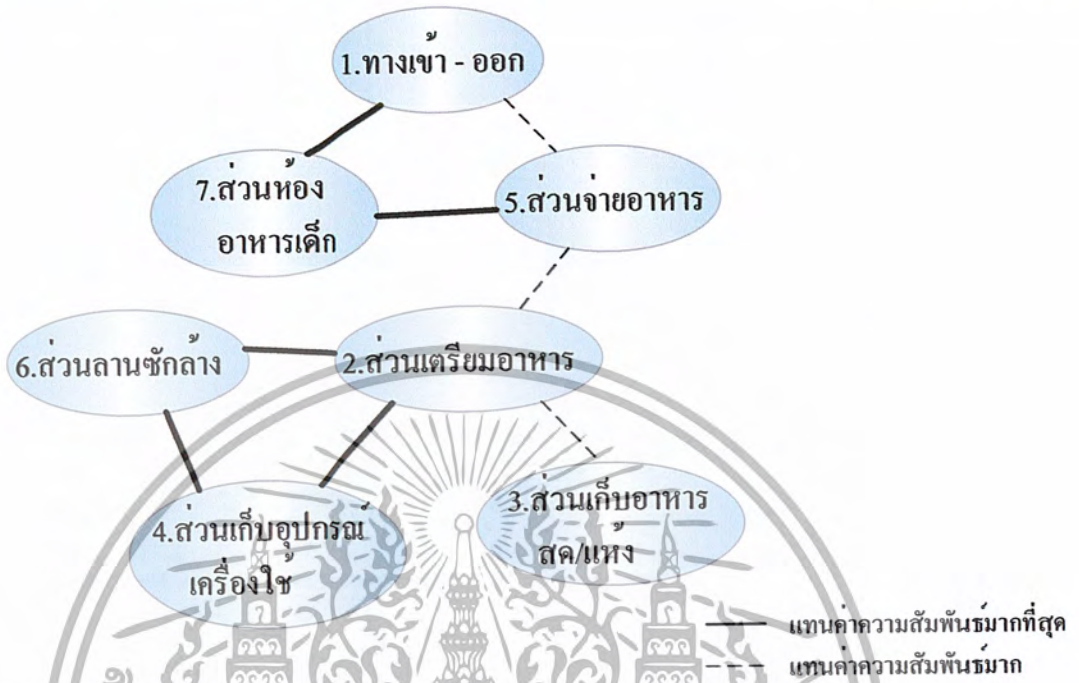 1.ทางเข้า - ออก
7.ส่วนห้อง
อาหารเด็ก
5.ส่วนจ่ายอาหาร
6.ส่วนลานซักล้าง
2.ส่วนเตรียมอาหาร
4.ส่วนเก็บอุปกรณ์
เครื่องใช้
3.ส่วนเก็บอาหาร
สด/แห้ง
แทนค่าความสัมพันธ์มากที่สุด
แทนค่าความสัมพันธ์มาก